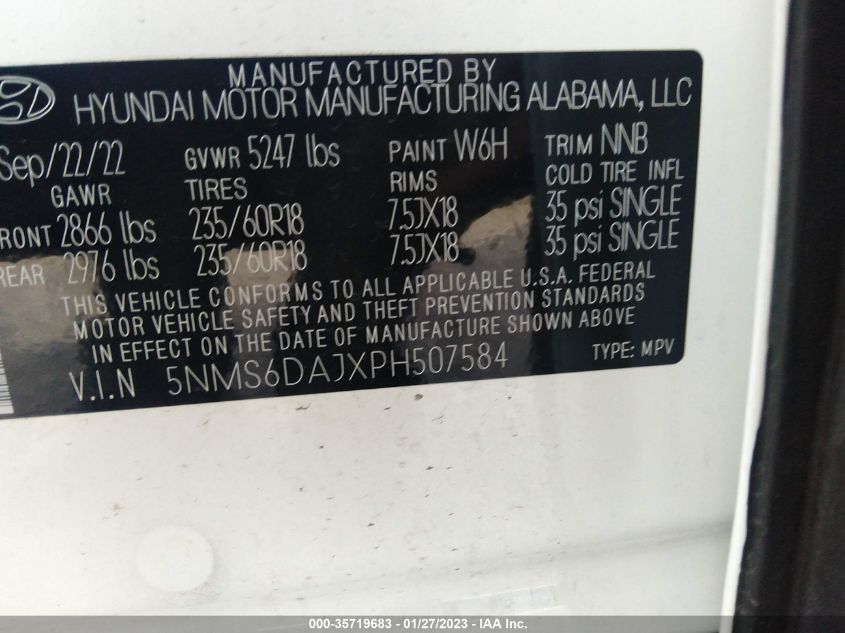 MANUFACTURED BY
HYUNDAI MOTOR MANUFACTURING ALABAMA, LLC
Sep/22/22 GVWR 5247 lbs PAINT W6H TRIM NNB
GAWR TIRES RIMS COLD TIRE INFL
FRONT 2866 lbs 235/60R18 7.5JX18 35 psi SINGLE
REAR 2976 lbs 235/60R18 7.5JX18 35 psi SINGLE
THIS VEHICLE CONFORMS TO ALL APPLICABLE U.S.A. FEDERAL
MOTOR VEHICLE SAFETY AND THEFT PREVENTION STANDARDS
IN EFFECT ON THE DATE OF MANUFACTURE SHOWN ABOVE
V.I.N 5NMS6DAJXPH507584 TYPE: MPV
000-35719683 - 01/27/2023 - IAA Inc.